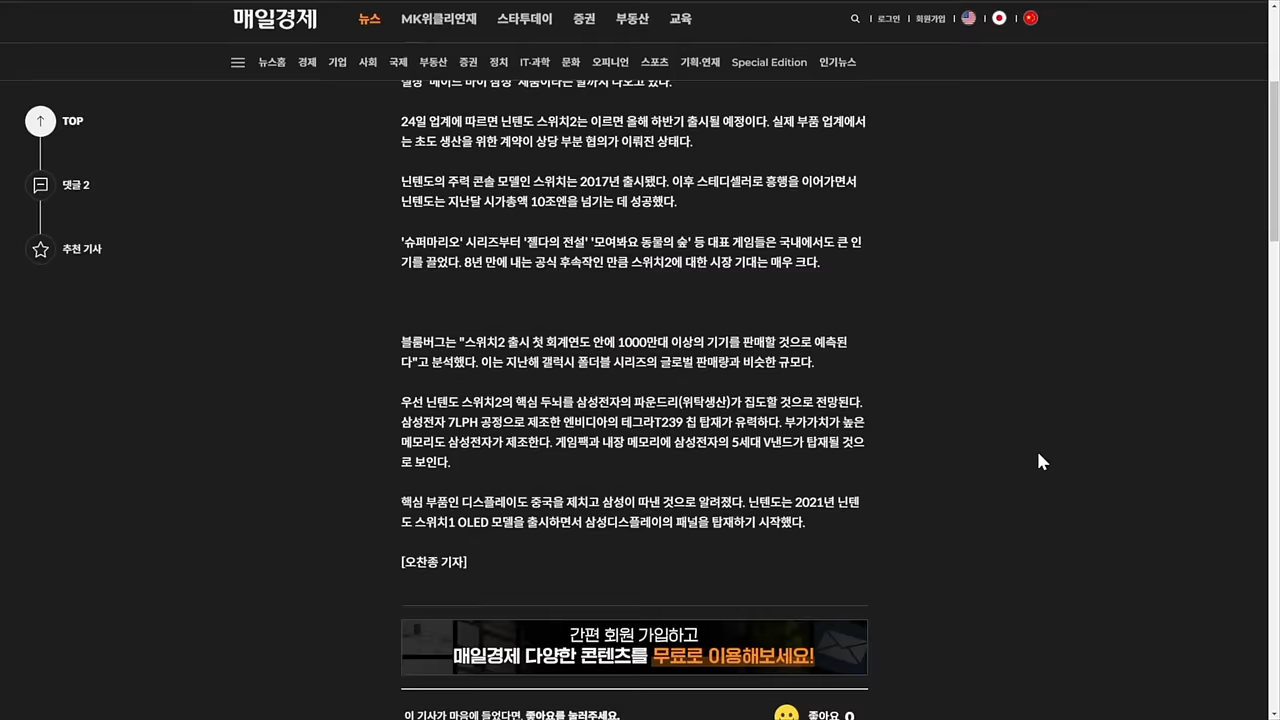 매일경제
뉴스 MK위클리연재 스타투데이 증권 부동산 교육
로그인 회원가입
뉴스홈 경제 기업 사회 국제 부동산 증권 정치 IT·과학 문화 오피니언 스포츠 기획·연재 Special Edition 인기뉴스
TOP
댓글 2
추천 기사
24일 업계에 따르면 닌텐도 스위치2는 이르면 올해 하반기 출시될 예정이다. 실제 부품 업계에서
는 초도 생산을 위한 계약이 상당 부분 협의가 이뤄진 상태다.
닌텐도의 주력 콘솔 모델인 스위치는 2017년 출시됐다. 이후 스테디셀러로 흥행을 이어가면서
닌텐도는 지난달 시가총액 10조엔을 넘기는 데 성공했다.
'슈퍼마리오' 시리즈부터 '젤다의 전설' '모여봐요 동물의 숲' 등 대표 게임들은 국내에서도 큰 인
기를 끌었다. 8년 만에 내는 공식 후속작인 만큼 스위치2에 대한 시장 기대는 매우 크다.
블룸버그는 "스위치2 출시 첫 회계연도 안에 1000만대 이상의 기기를 판매할 것으로 예측된
다"고 분석했다. 이는 지난해 갤럭시 폴더블 시리즈의 글로벌 판매량과 비슷한 규모다.
우선 닌텐도 스위치2의 핵심 두뇌를 삼성전자의 파운드리(위탁생산)가 집도할 것으로 전망된다.
삼성전자 7LPH 공정으로 제조한 엔비디아의 테그라T239 칩 탑재가 유력하다. 부가가치가 높은
메모리도 삼성전자가 제조한다. 게임팩과 내장 메모리에 삼성전자의 5세대 V낸드가 탑재될 것으
로 보인다.
핵심 부품인 디스플레이도 중국을 제치고 삼성이 따낸 것으로 알려졌다. 닌텐도는 2021년 닌텐
도 스위치1 OLED 모델을 출시하면서 삼성디스플레이의 패널을 탑재하기 시작했다.
[오찬종 기자]
간편 회원 가입하고
매일경제 다양한 콘텐츠를 무료로 이용해보세요!
이 기사가 마음에 들었다면, 좋아요를 눌러주세요.
좋아요 0